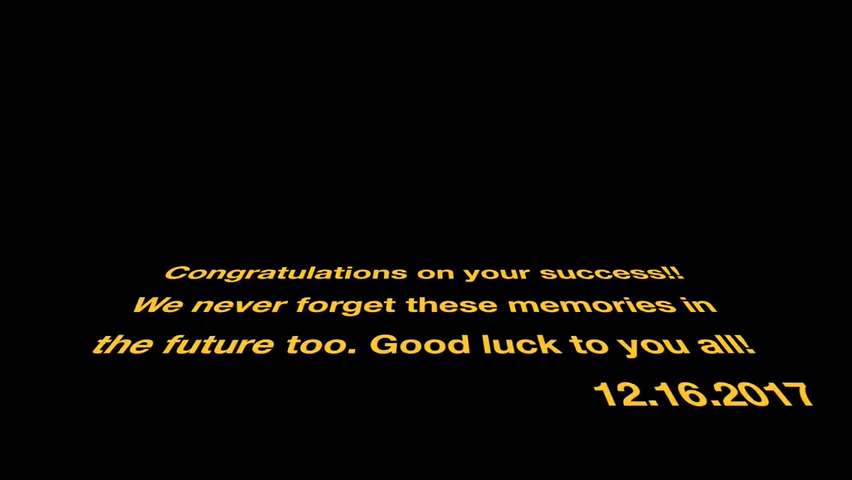 Congratulations on your success!!
We never forget these memories in
the future too. Good luck to you all!
12.16.2017